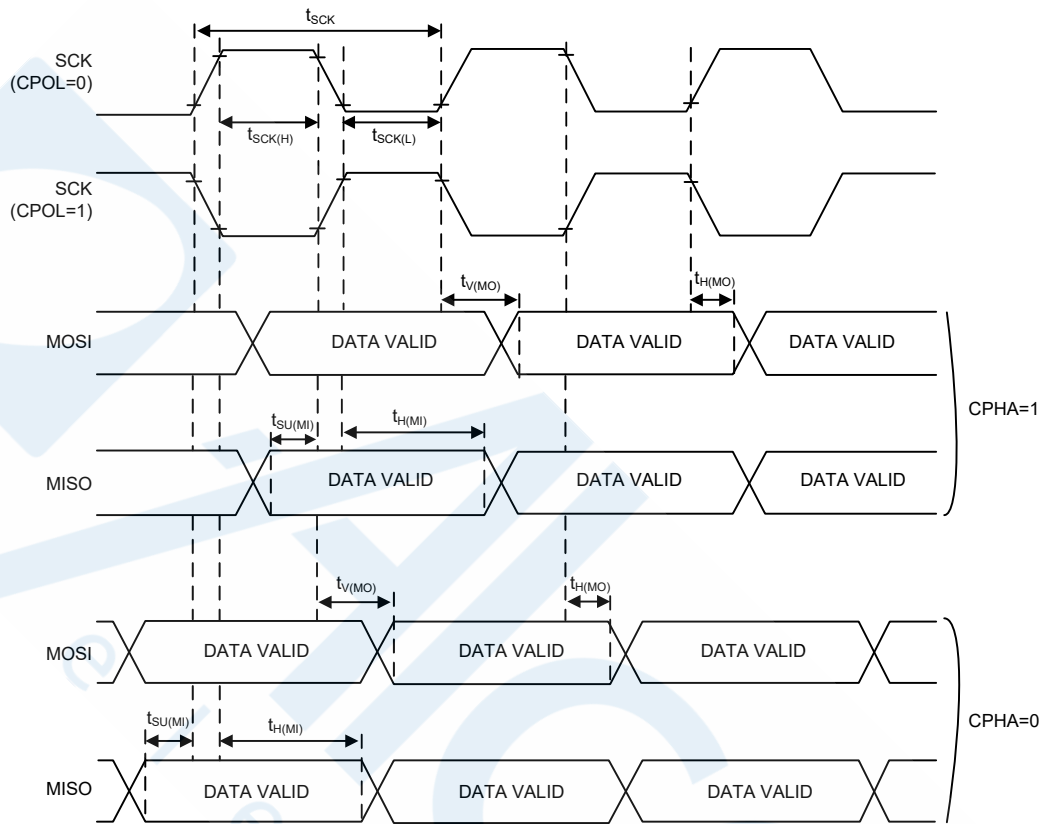 tSCK
SCK
(CPOL=0)
tSCK(H)
tSCK(L)
SCK
(CPOL=1)
tV(MO)
tH(MO)
MOSI
DATA VALID
DATA VALID
DATA VALID
CPHA=1
tSU(MI)
tH(MI)
MISO
DATA VALID
DATA VALID
DATA VALID
tV(MO)
tH(MO)
MOSI
DATA VALID
DATA VALID
DATA VALID
CPHA=0
tSU(MI)
tH(MI)
MISO
DATA VALID
DATA VALID
DATA VALID